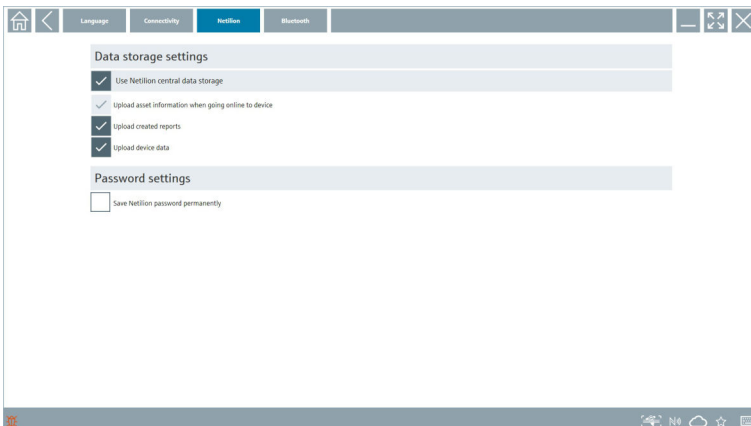 Language
Connectivity
Netilion
Bluetooth
Data storage settings
Use Netilion central data storage
Upload asset information when going online to device
Upload created reports
Upload device data
Password settings
Save Netilion password permanently